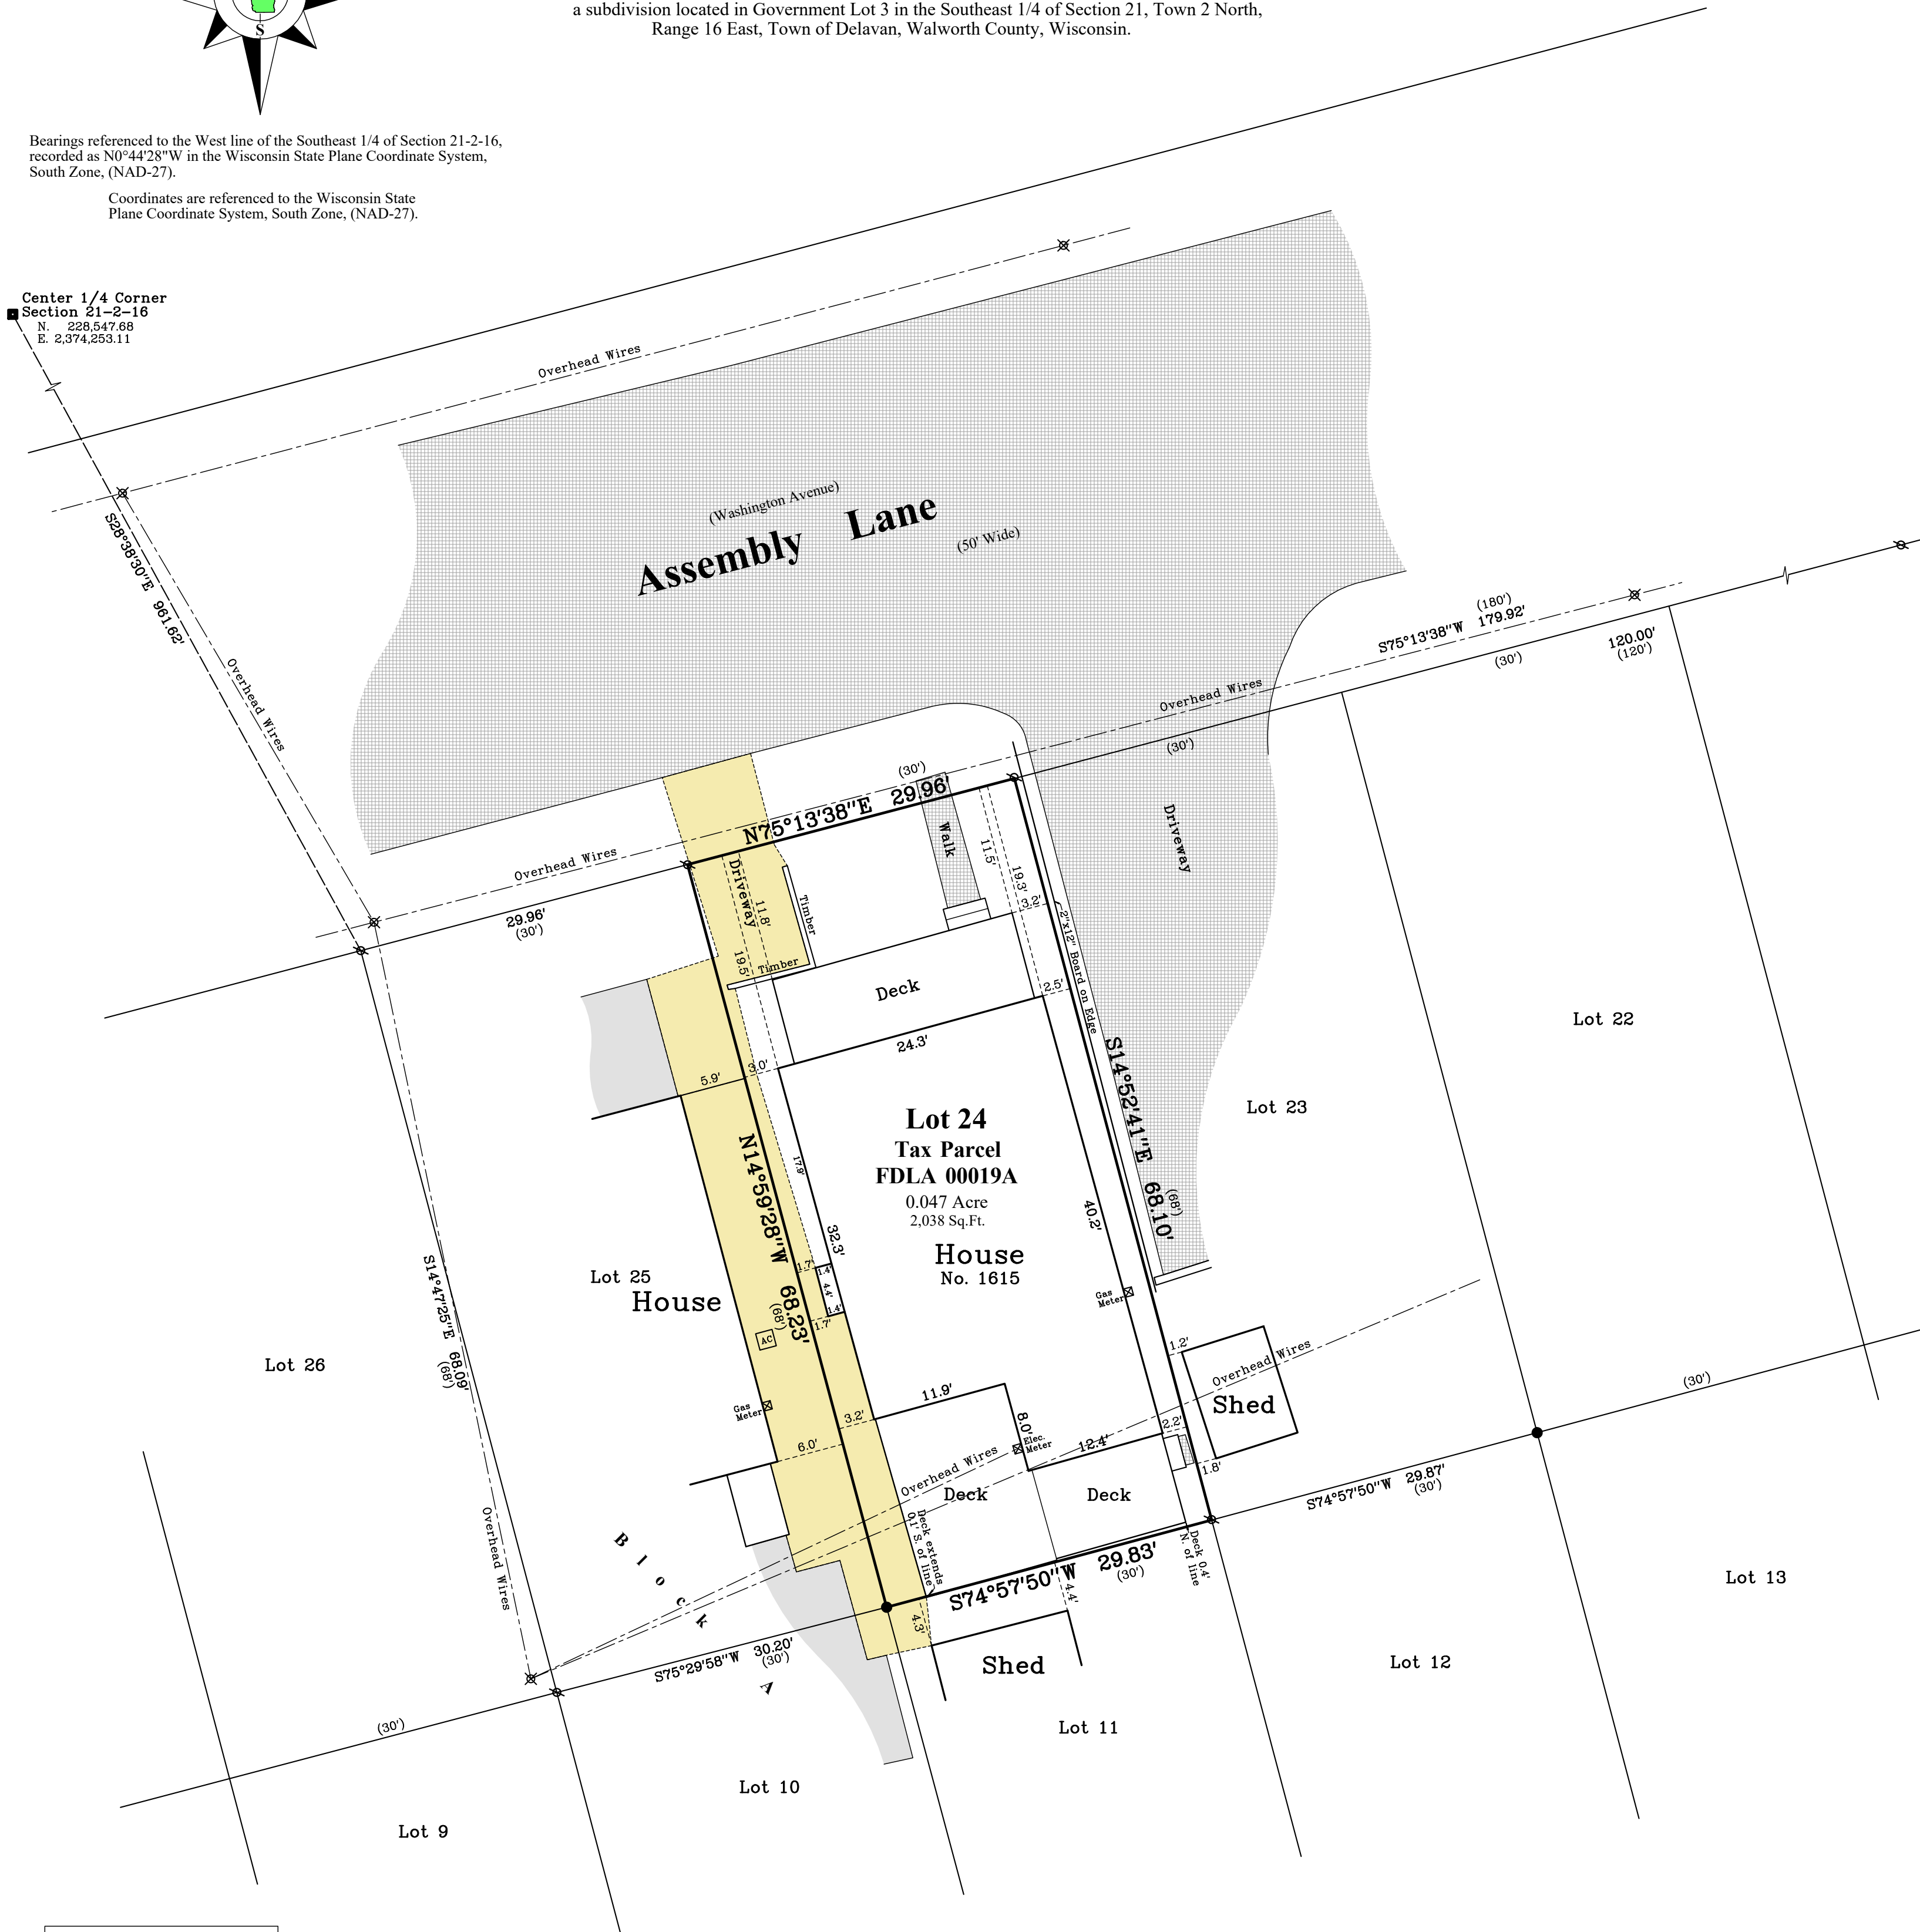 S
a subdivision located in Government Lot 3 in the Southeast 1/4 of Section 21, Town 2 North,
Range 16 East, Town of Delavan, Walworth County, Wisconsin.
Bearings referenced to the West line of the Southeast 1/4 of Section 21-2-16,
recorded as N0°44'28"W in the Wisconsin State Plane Coordinate System,
South Zone, (NAD-27).
Coordinates are referenced to the Wisconsin State
Plane Coordinate System, South Zone, (NAD-27).
Center 1/4 Corner
Section 21-2-16
N. 228,547.68
E. 2,374,253.11
Overhead Wires
S28°38'30"E 961.62'
Overhead Wires
(Washington Avenue)
Assembly Lane
(50' Wide)
(180')
S75°13'38"W 179.92'
120.00'
(120')
(30')
Overhead Wires
(30')
(30')
N75°13'38"E 29.96'
Overhead Wires
29.96'
(30')
Driveway
11.8'
19.5'
Timber
Timber
Walk
11.5'
19.3'
3.2'
2"x12" Board on Edge
Driveway
Deck
2.5'
24.3'
3.0'
5.9'
Lot 22
Lot 23
S14°52'41"E 68.10'
(68')
Lot 24
Tax Parcel
FDLA 00019A
0.047 Acre
2,038 Sq.Ft.
House
No. 1615
N14°59'28"W 68.23'
(68')
17.9'
32.3'
40.2'
1.7'
1.4'
4.4'
1.4'
1.7'
Lot 25
House
AC
Gas
Meter
Gas
Meter
Lot 26
S14°47'25"E 68.09'
(68')
Overhead Wires
3.2'
6.0'
11.9'
8.0'
Elec.
Meter
12.4'
2.2'
1.2'
Overhead Wires
Shed
1.8'
Overhead Wires
Deck
Deck
Deck extends
0.1' S. of line
Deck 0.4'
N. of line
S74°57'50"W 29.83'
(30')
S74°57'50"W 29.87'
(30')
(30')
4.3'
4.4'
Shed
Block
A
S75°29'58"W 30.20'
(30')
(30')
Lot 13
Lot 12
Lot 11
Lot 10
Lot 9